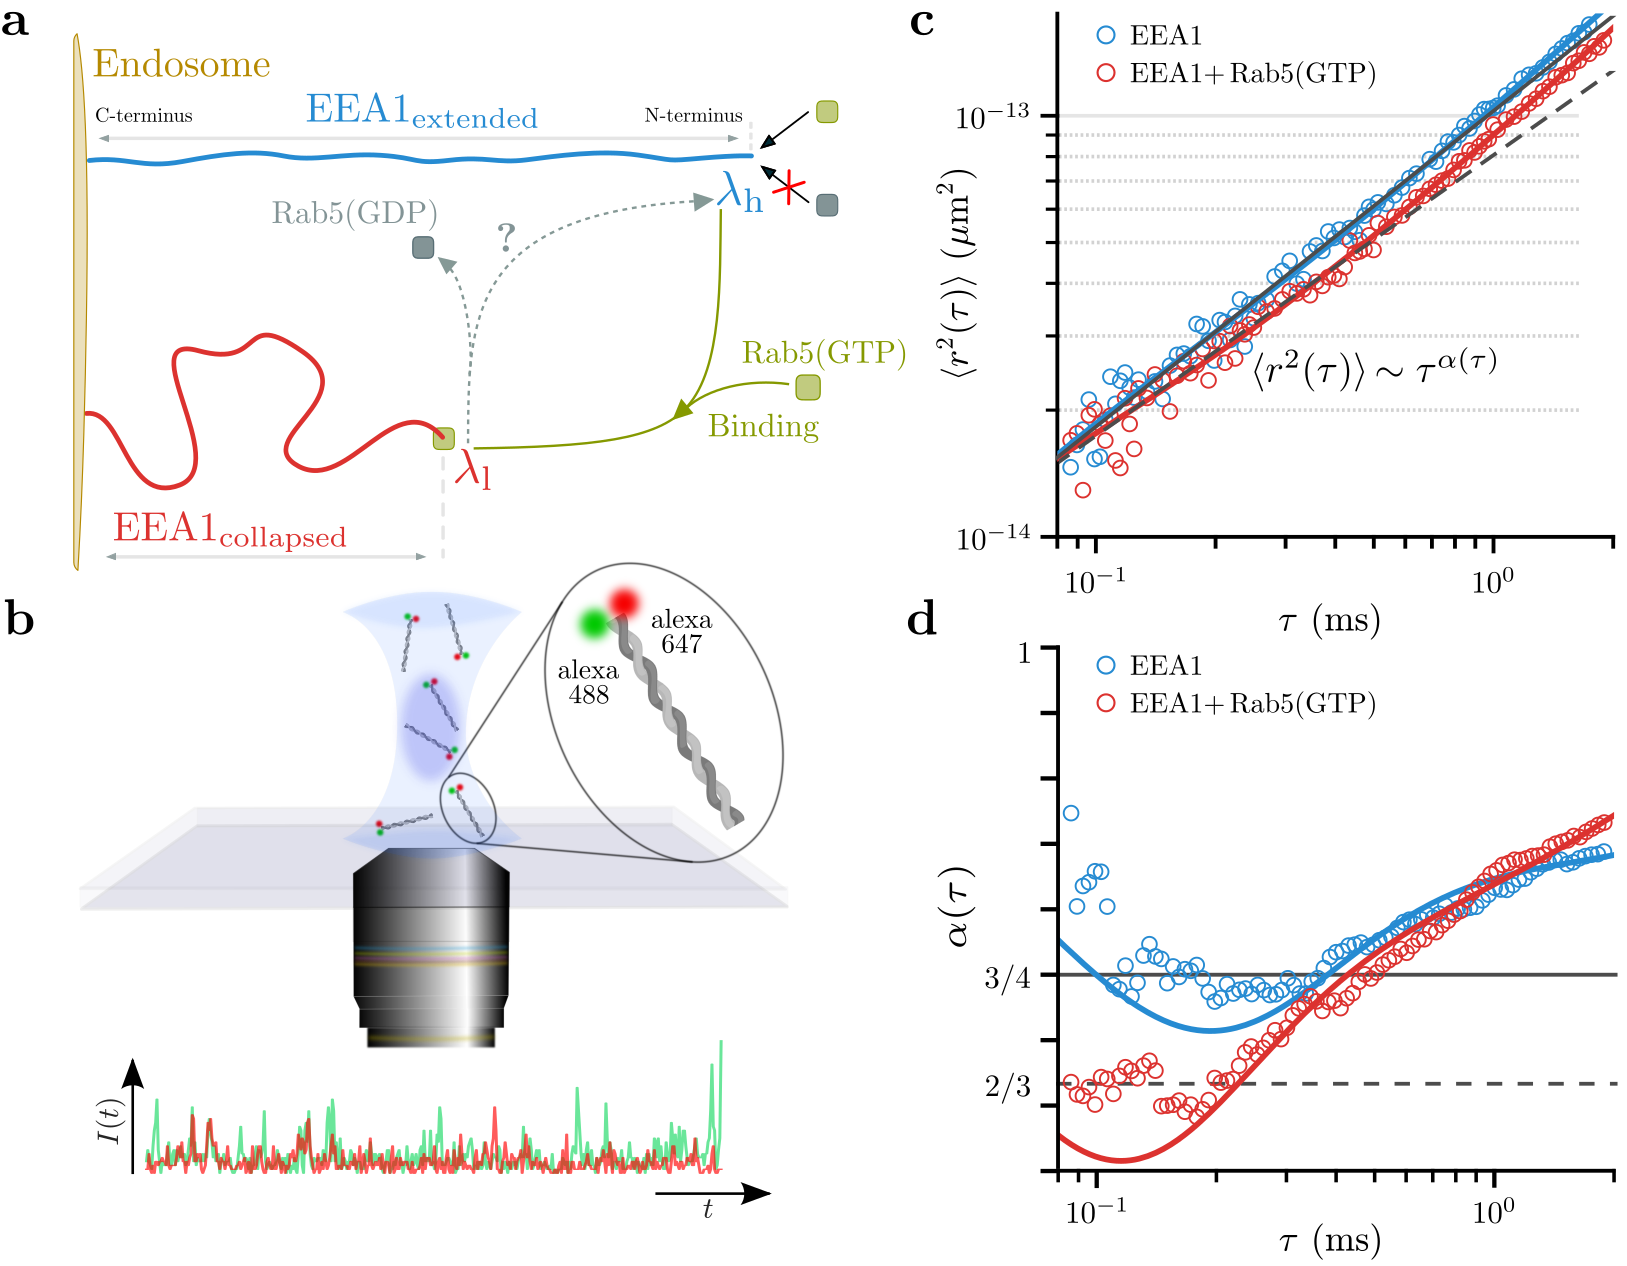 a
Endosome
C-terminus
EEA1extended
N-terminus
λh
Rab5(GDP)
?
Rab5(GTP)
Binding
λl
EEA1collapsed
b
alexa
647
alexa
488
I(t)
t
c
EEA1
EEA1+Rab5(GTP)
10⁻¹³
10⁻¹⁴
⟨r²(τ)⟩ (μm²)
⟨r²(τ)⟩ ∼ τ^α(τ)
10⁻¹
10⁰
τ (ms)
d
EEA1
EEA1+Rab5(GTP)
1
3/4
2/3
α(τ)
10⁻¹
10⁰
τ (ms)